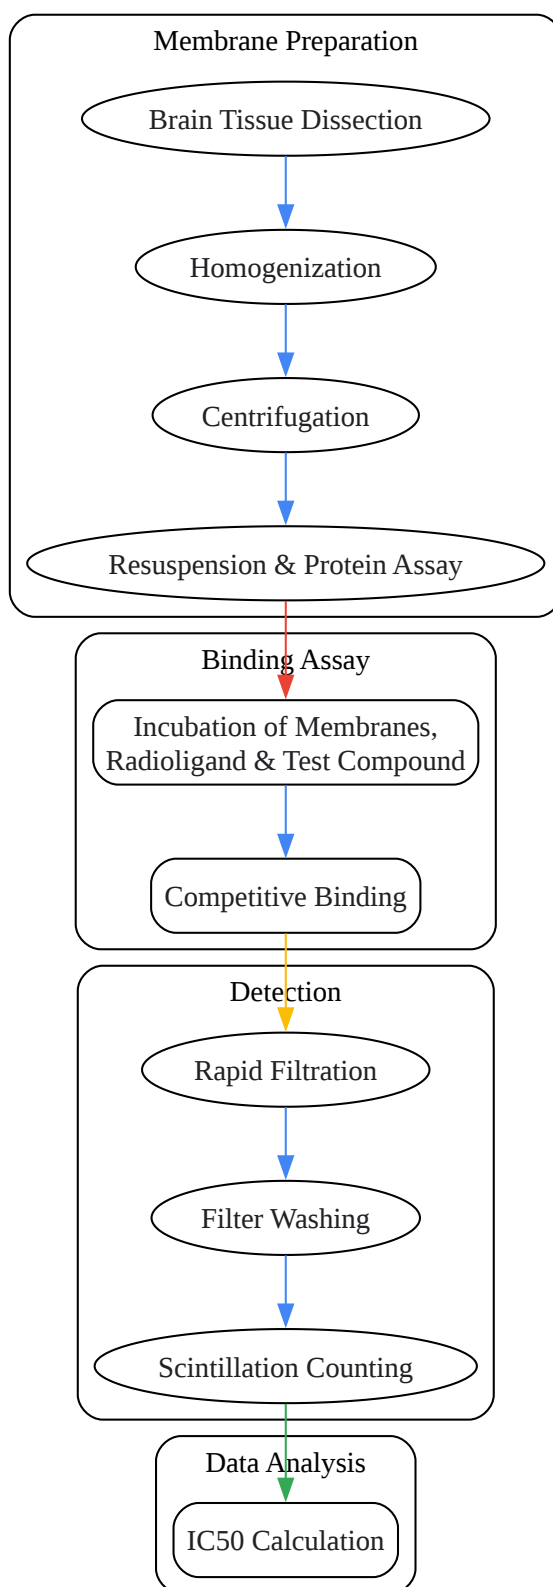 Membrane Preparation
Brain Tissue Dissection
Homogenization
Centrifugation
Resuspension & Protein Assay
Binding Assay
Incubation of Membranes,
Radioligand & Test Compound
Competitive Binding
Detection
Rapid Filtration
Filter Washing
Scintillation Counting
Data Analysis
IC50 Calculation